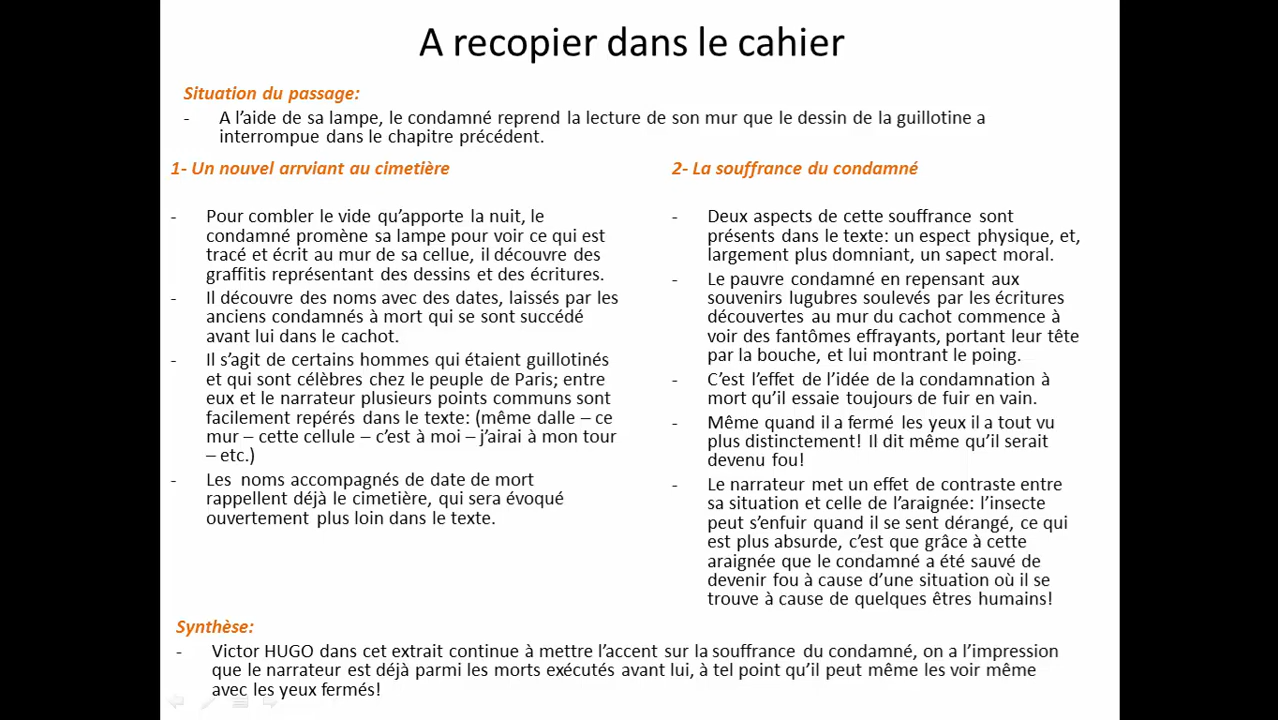 A recopier dans le cahier
Situation du passage:
- A l’aide de sa lampe, le condamné reprend la lecture de son mur que le dessin de la guillotine a
interrompue dans le chapitre précédent.
1- Un nouvel arrviant au cimetière
- Pour combler le vide qu’apporte la nuit, le
condamné promène sa lampe pour voir ce qui est
tracé et écrit au mur de sa cellue, il découvre des
graffitis représentant des dessins et des écritures.
- Il découvre des noms avec des dates, laissés par les
anciens condamnés à mort qui se sont succédé
avant lui dans le cachot.
- Il s’agit de certains hommes qui étaient guillotinés
et qui sont célèbres chez le peuple de Paris; entre
eux et le narrateur plusieurs points communs sont
facilement repérés dans le texte: (même dalle – ce
mur – cette cellule – c’est à moi – j’airai à mon tour
– etc.)
- Les noms accompagnés de date de mort
rappellent déjà le cimetière, qui sera évoqué
ouvertement plus loin dans le texte.
2- La souffrance du condamné
- Deux aspects de cette souffrance sont
présents dans le texte: un espect physique, et,
largement plus domniant, un sapect moral.
- Le pauvre condamné en repensant aux
souvenirs lugubres soulevés par les écritures
découvertes au mur du cachot commence à
voir des fantômes effrayants, portant leur tête
par la bouche, et lui montrant le poing.
- C’est l’effet de l’idée de la condamnation à
mort qu’il essaie toujours de fuir en vain.
- Même quand il a fermé les yeux il a tout vu
plus distinctement! Il dit même qu’il serait
devenu fou!
- Le narrateur met un effet de contraste entre
sa situation et celle de l’araignée: l’insecte
peut s’enfuir quand il se sent dérangé, ce qui
est plus absurde, c’est que grâce à cette
araignée que le condamné a été sauvé de
devenir fou à cause d’une situation où il se
trouve à cause de quelques êtres humains!
Synthèse:
- Victor HUGO dans cet extrait continue à mettre l’accent sur la souffrance du condamné, on a l’impression
que le narrateur est déjà parmi les morts exécutés avant lui, à tel point qu’il peut même les voir même
avec les yeux fermés!